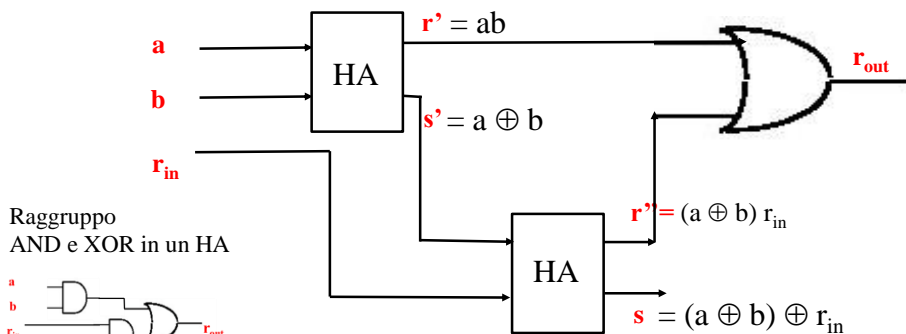 r’ = ab
a
HA
r_out
b
s’ = a ⊕ b
r_in
r”= (a ⊕ b) r_in
Raggruppo
AND e XOR in un HA
HA
s = (a ⊕ b) ⊕ r_in
a
b
r_out